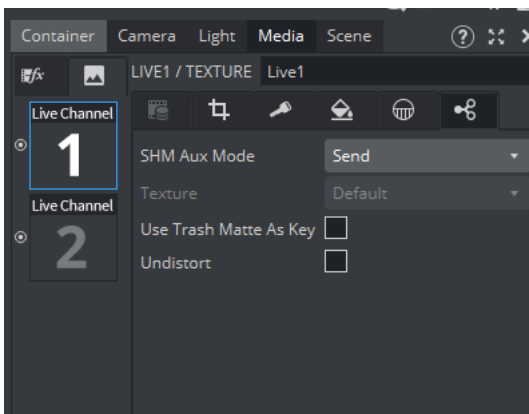 Container Camera Light Media Scene
fx LIVE1 / TEXTURE Live1
Live Channel
1
SHM Aux Mode Send
Texture Default
Live Channel
2
Use Trash Matte As Key
Undistort